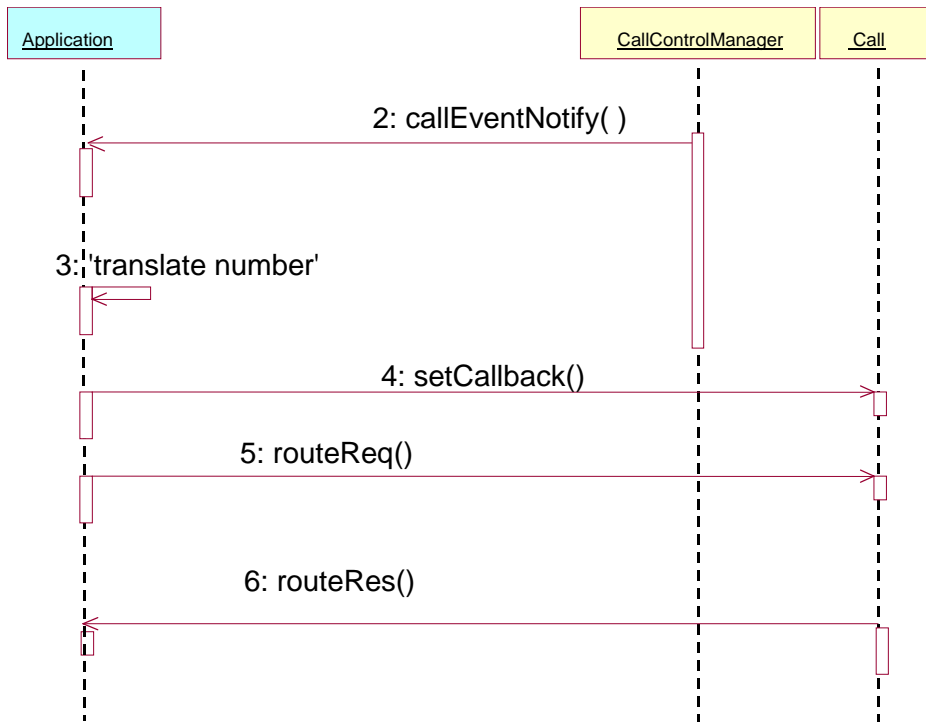 Application
CallControlManager
Call
2: callEventNotify( )
3: 'translate number'
4: setCallback()
5: routeReq()
6: routeRes()